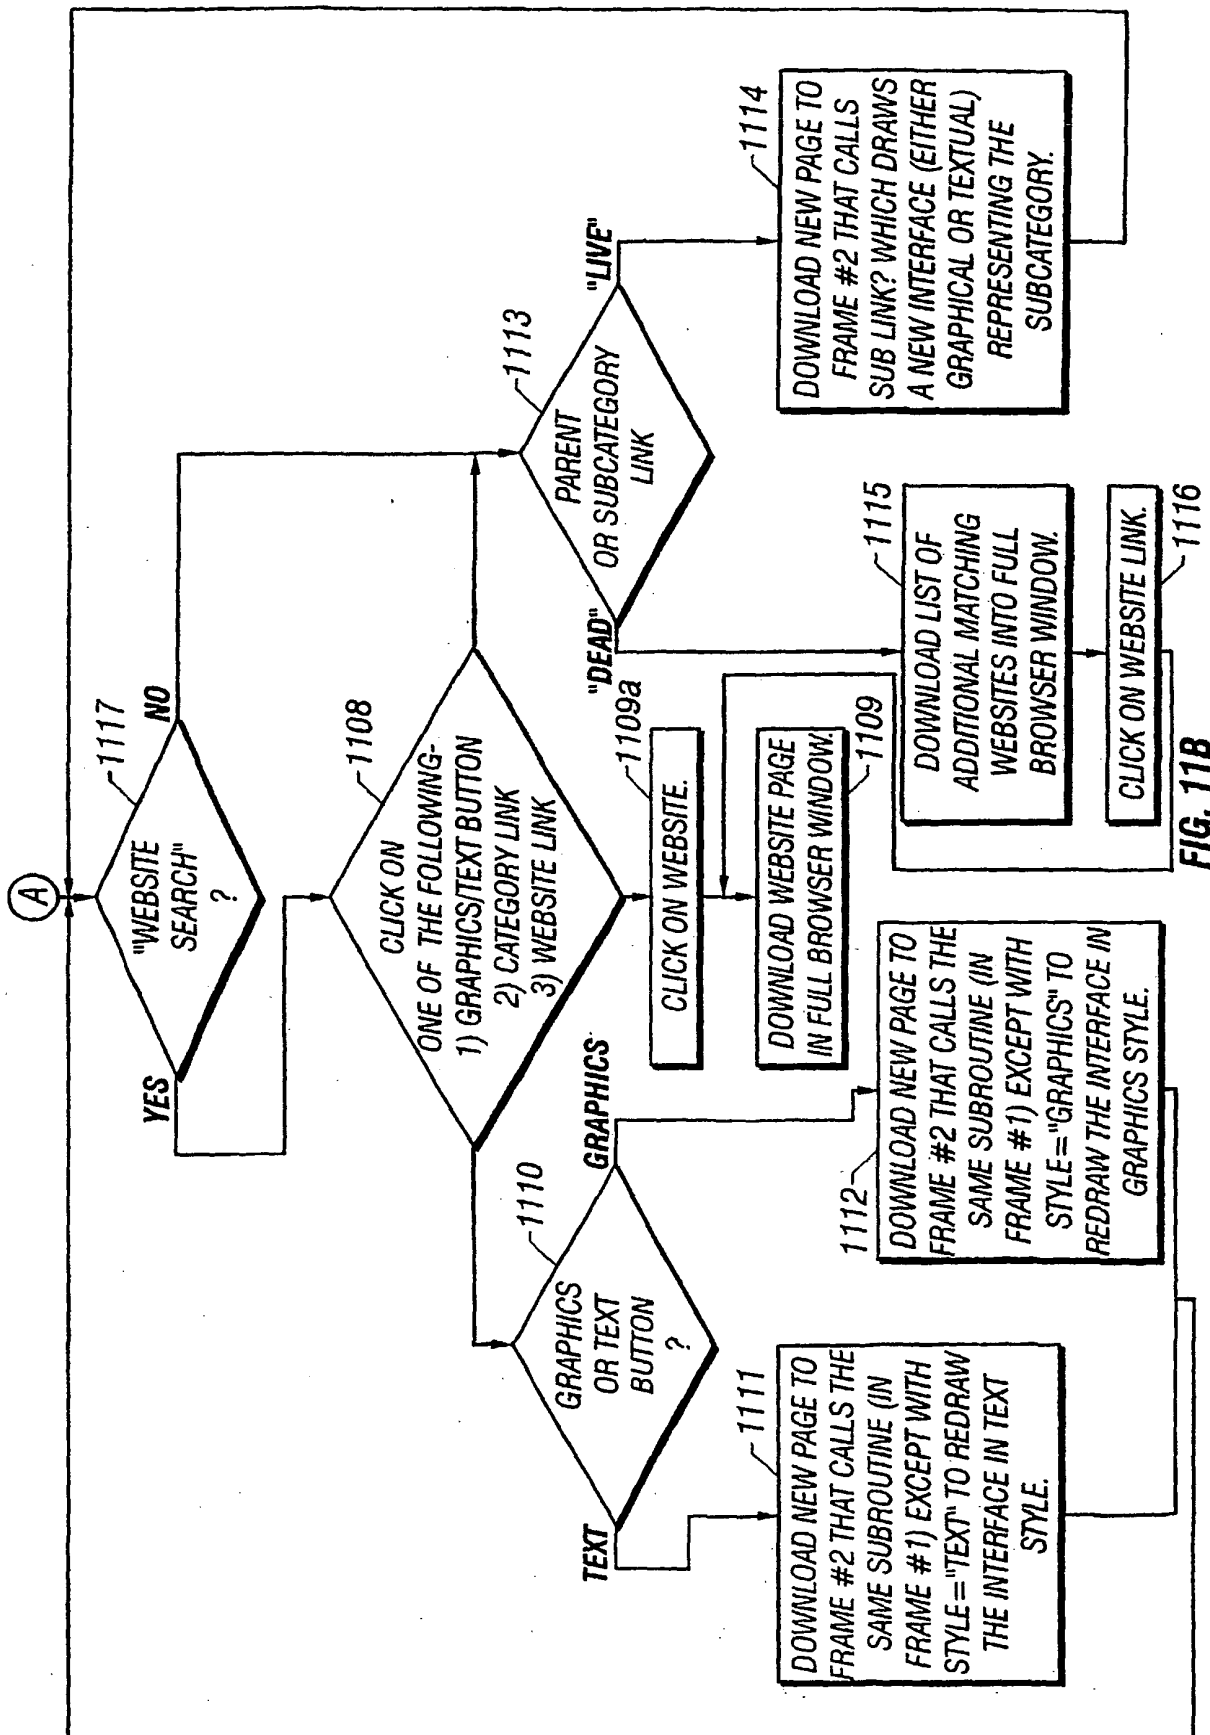 A
"WEBSITE
SEARCH"
?
1117
YES
NO
CLICK ON
ONE OF THE FOLLOWING-
1) GRAPHICS/TEXT BUTTON
2) CATEGORY LINK
3) WEBSITE LINK
1108
GRAPHICS
OR TEXT
BUTTON
?
1110
TEXT
GRAPHICS
CLICK ON WEBSITE.
1109a
DOWNLOAD WEBSITE PAGE
IN FULL BROWSER WINDOW.
1109
PARENT
OR SUBCATEGORY
LINK
1113
"DEAD"
"LIVE"
DOWNLOAD NEW PAGE TO
FRAME #2 THAT CALLS THE
SAME SUBROUTINE (IN
FRAME #1) EXCEPT WITH
STYLE="TEXT" TO REDRAW
THE INTERFACE IN TEXT
STYLE.
1111
DOWNLOAD NEW PAGE TO
FRAME #2 THAT CALLS THE
SAME SUBROUTINE (IN
FRAME #1) EXCEPT WITH
STYLE="GRAPHICS" TO
REDRAW THE INTERFACE IN
GRAPHICS STYLE.
1112
DOWNLOAD LIST OF
ADDITIONAL MATCHING
WEBSITES INTO FULL
BROWSER WINDOW.
1115
CLICK ON WEBSITE LINK.
1116
DOWNLOAD NEW PAGE TO
FRAME #2 THAT CALLS
SUB LINK? WHICH DRAWS
A NEW INTERFACE (EITHER
GRAPHICAL OR TEXTUAL)
REPRESENTING THE
SUBCATEGORY.
1114
FIG. 11B